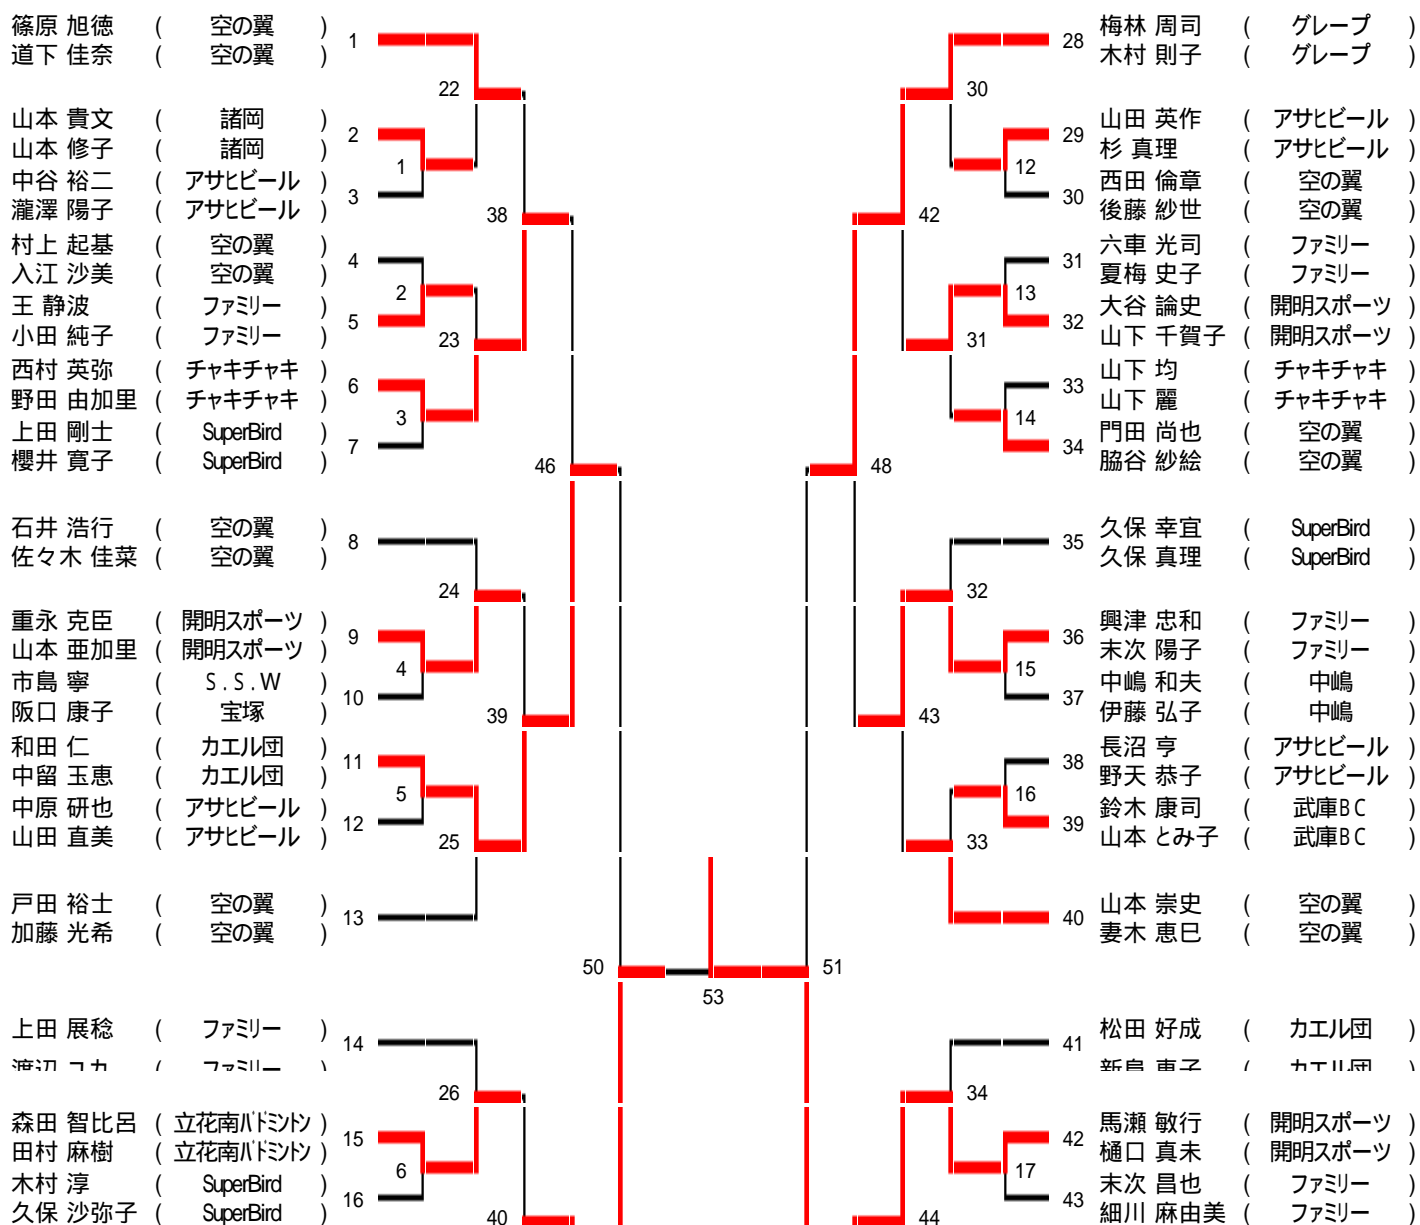 篠原 旭徳 ( 空の翼 )
道下 佳奈 ( 空の翼 )
1
山本 貴文 ( 諸岡 )
山本 修子 ( 諸岡 )
2
中谷 裕二 ( アサヒビール )
瀧澤 陽子 ( アサヒビール )
3
村上 起基 ( 空の翼 )
入江 沙美 ( 空の翼 )
4
王 静波 ( ファミリー )
小田 純子 ( ファミリー )
5
西村 英弥 ( チャキチャキ )
野田 由加里 ( チャキチャキ )
6
上田 剛士 ( SuperBird )
櫻井 寛子 ( SuperBird )
7
石井 浩行 ( 空の翼 )
佐々木 佳菜 ( 空の翼 )
8
重永 克臣 ( 開明スポーツ )
山本 亜加里 ( 開明スポーツ )
9
市島 寧 ( S.S.W )
阪口 康子 ( 宝塚 )
10
和田 仁 ( カエル団 )
中留 玉恵 ( カエル団 )
11
中原 研也 ( アサヒビール )
山田 直美 ( アサヒビール )
12
戸田 裕士 ( 空の翼 )
加藤 光希 ( 空の翼 )
13
上田 展稔 ( ファミリー )
14
森田 智比呂 ( 立花南バドミントン )
田村 麻樹 ( 立花南バドミントン )
15
木村 淳 ( SuperBird )
久保 沙弥子 ( SuperBird )
16
22
1
38
2
23
3
46
24
4
39
5
25
50
26
6
40
53
51
30
12
42
13
31
14
48
32
15
43
16
33
34
17
44
28
梅林 周司 ( グレープ )
木村 則子 ( グレープ )
29
山田 英作 ( アサヒビール )
杉 真理 ( アサヒビール )
30
西田 倫章 ( 空の翼 )
後藤 紗世 ( 空の翼 )
31
六車 光司 ( ファミリー )
夏梅 史子 ( ファミリー )
32
大谷 論史 ( 開明スポーツ )
山下 千賀子 ( 開明スポーツ )
33
山下 均 ( チャキチャキ )
山下 麗 ( チャキチャキ )
34
門田 尚也 ( 空の翼 )
脇谷 紗絵 ( 空の翼 )
35
久保 幸宜 ( SuperBird )
久保 真理 ( SuperBird )
36
興津 忠和 ( ファミリー )
末次 陽子 ( ファミリー )
37
中嶋 和夫 ( 中嶋 )
伊藤 弘子 ( 中嶋 )
38
長沼 亨 ( アサヒビール )
野天 恭子 ( アサヒビール )
39
鈴木 康司 ( 武庫BC )
山本 とみ子 ( 武庫BC )
40
山本 崇史 ( 空の翼 )
妻木 恵巳 ( 空の翼 )
41
松田 好成 ( カエル団 )
42
馬瀬 敏行 ( 開明スポーツ )
樋口 真未 ( 開明スポーツ )
43
末次 昌也 ( ファミリー )
細川 麻由美 ( ファミリー )